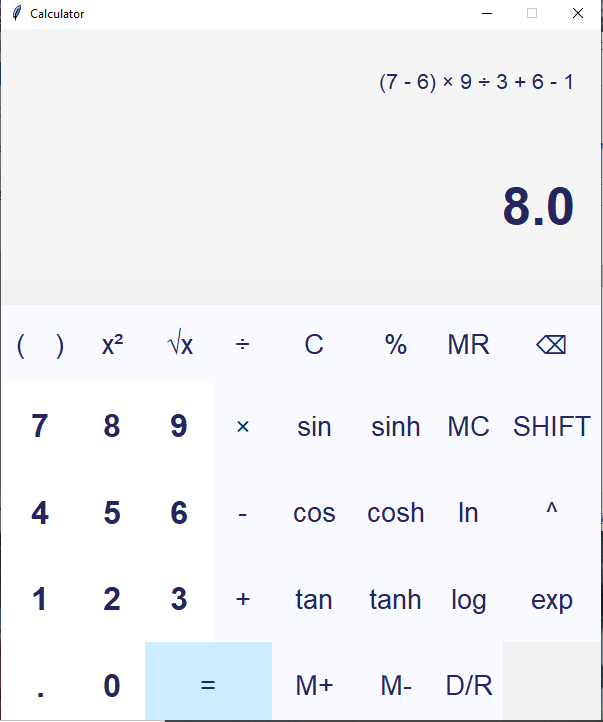 Calculator
(7 - 6) × 9 ÷ 3 + 6 - 1
8.0
( ) x² √x ÷ C % MR ⌫
7 8 9 × sin sinh MC SHIFT
4 5 6 - cos cosh ln ^
1 2 3 + tan tanh log exp
. 0 = M+ M- D/R